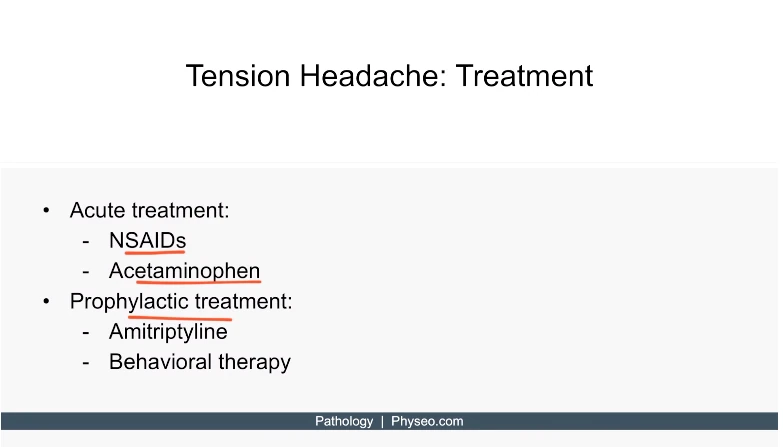 Tension Headache: Treatment
• Acute treatment:
- NSAIDs
- Acetaminophen
• Prophylactic treatment:
- Amitriptyline
- Behavioral therapy
Pathology | Physeo.com